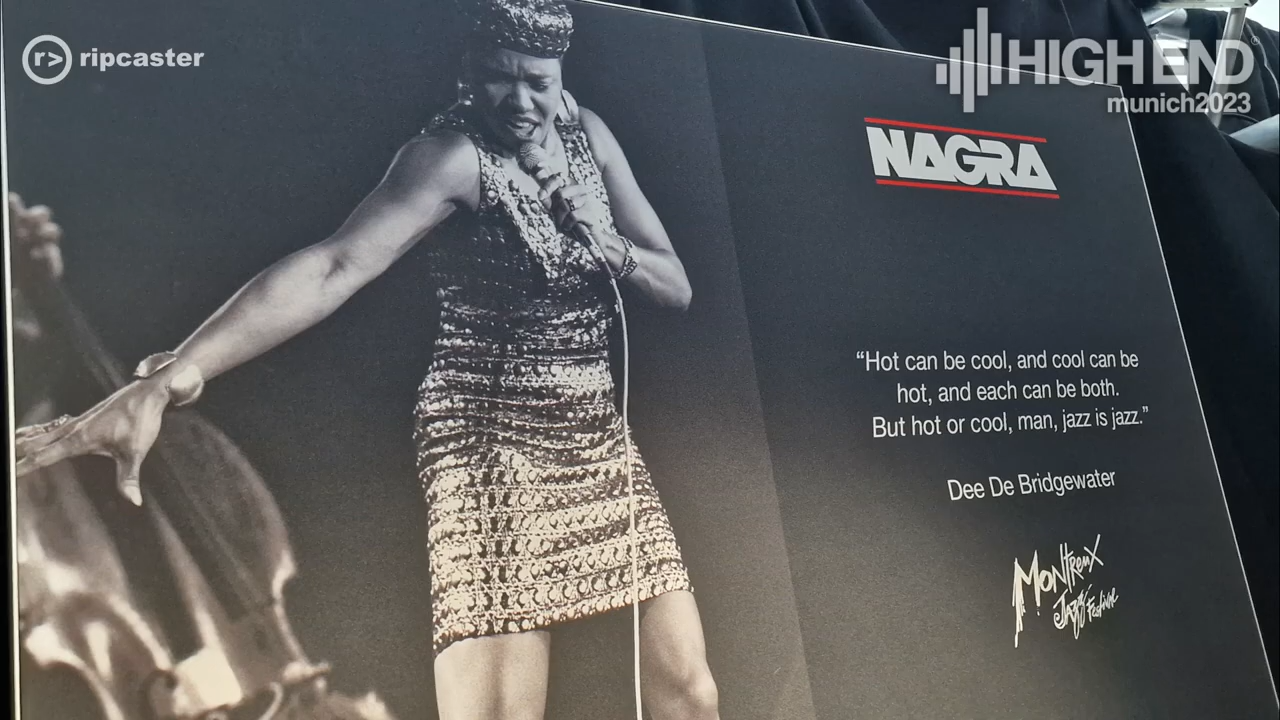 r> ripcaster
HIGH END
munich2023
NAGRA
“Hot can be cool, and cool can be
hot, and each can be both.
But hot or cool, man, jazz is jazz.”
Dee De Bridgewater
Montreux
Jazz Festival